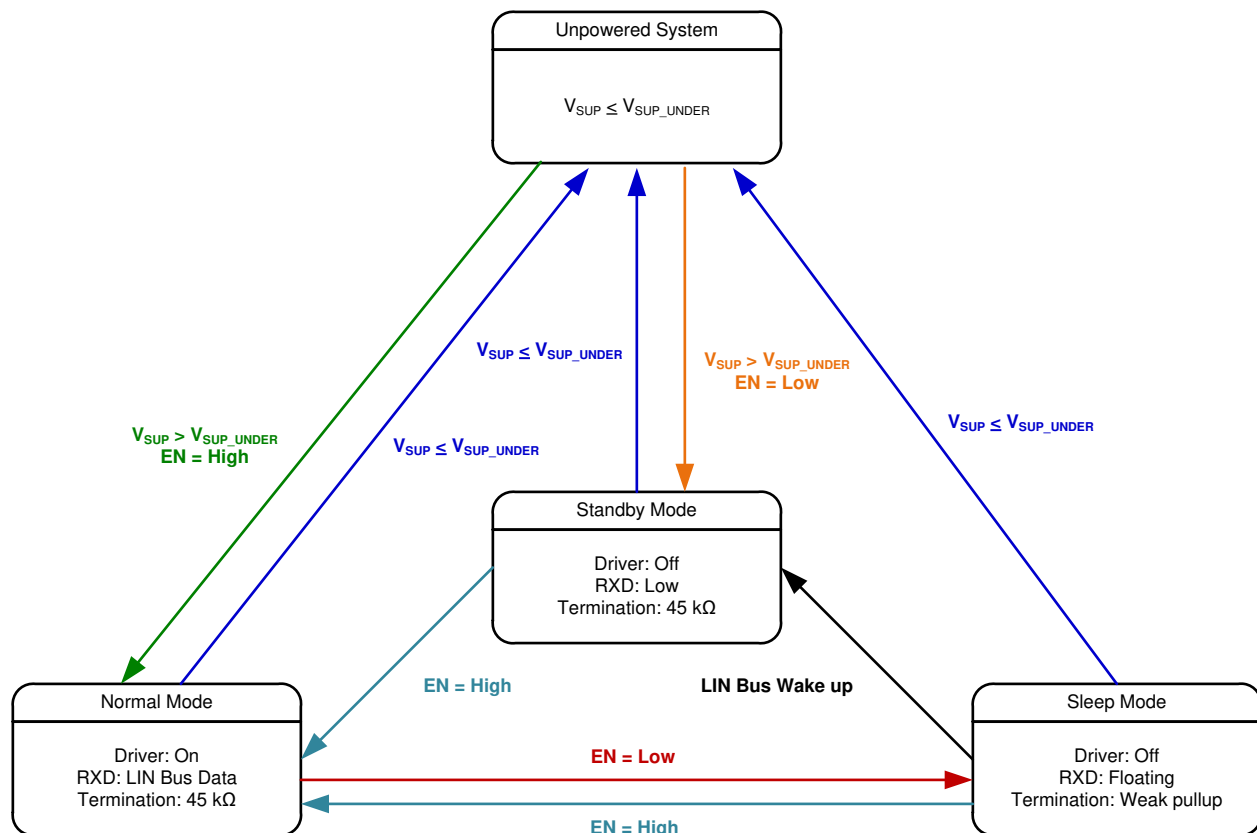 Unpowered System
V_SUP ≤ V_SUP_UNDER
V_SUP ≤ V_SUP_UNDER
V_SUP > V_SUP_UNDER
EN = Low
V_SUP > V_SUP_UNDER
EN = High
V_SUP ≤ V_SUP_UNDER
V_SUP ≤ V_SUP_UNDER
Standby Mode
Driver: Off
RXD: Low
Termination: 45 kΩ
EN = High
LIN Bus Wake up
Normal Mode
Driver: On
RXD: LIN Bus Data
Termination: 45 kΩ
EN = Low
EN = High
Sleep Mode
Driver: Off
RXD: Floating
Termination: Weak pullup